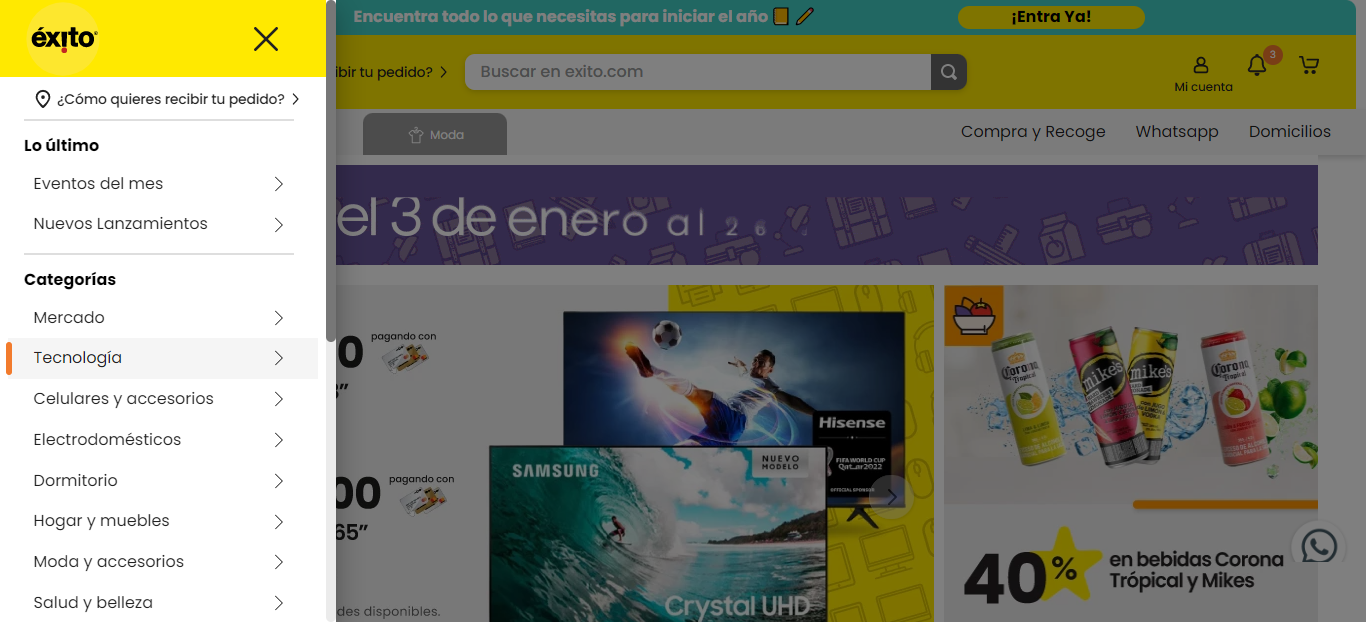 Encuentra todo lo que necesitas para iniciar el año
¡Entra Ya!
éxito
ibir tu pedido?
Buscar en exito.com
3
Mi cuenta
¿Cómo quieres recibir tu pedido?
Moda
Compra y Recoge
Whatsapp
Domicilios
Lo último
Eventos del mes
Nuevos Lanzamientos
el 3 de enero al 26
Categorías
Mercado
Tecnología
Celulares y accesorios
Electrodomésticos
Dormitorio
Hogar y muebles
Moda y accesorios
Salud y belleza
0
pagando con
Hisense
FIFA WORLD CUP
Qatar2022
OFFICIAL SPONSOR
SAMSUNG
NUEVO
MODELO
00
pagando con
65”
des disponibles.
Crystal UHD
Corona
Tropical
mike's
mike's
Corona
Tropical
40%
en bebidas Corona
Trópical y Mikes